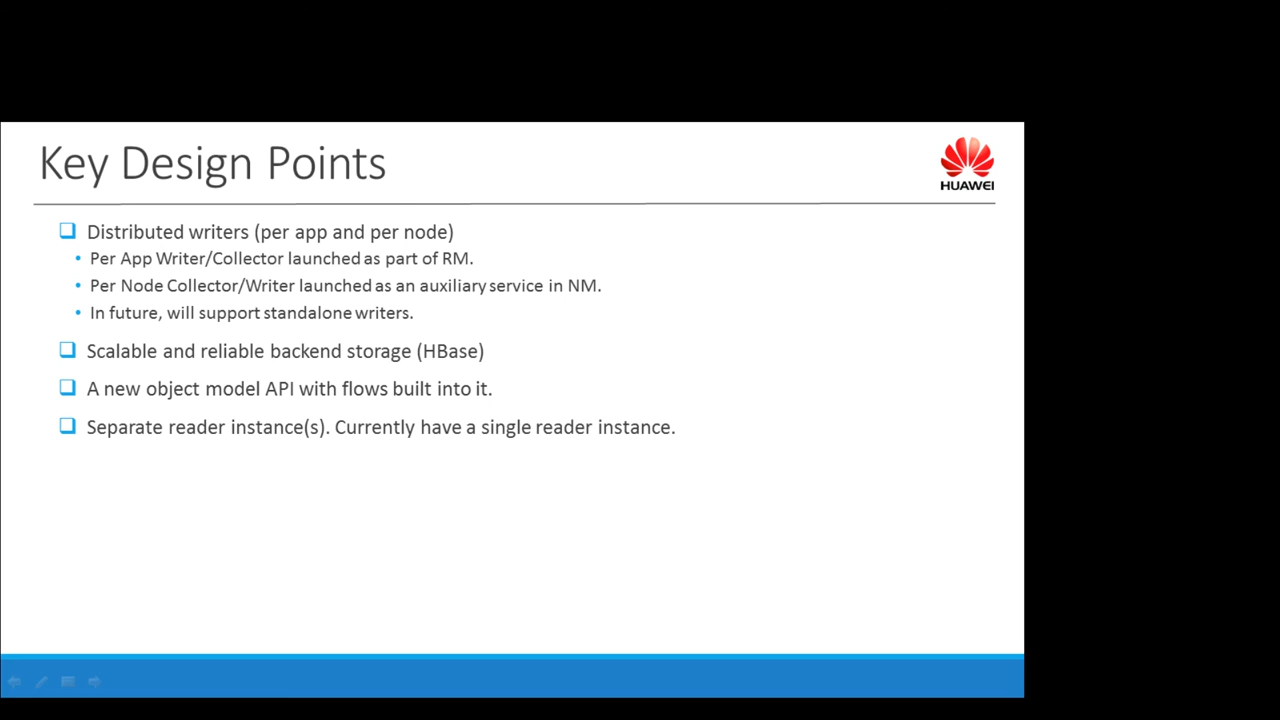 Key Design Points
HUAWEI
Distributed writers (per app and per node)
Per App Writer/Collector launched as part of RM.
Per Node Collector/Writer launched as an auxiliary service in NM.
In future, will support standalone writers.
Scalable and reliable backend storage (HBase)
A new object model API with flows built into it.
Separate reader instance(s). Currently have a single reader instance.